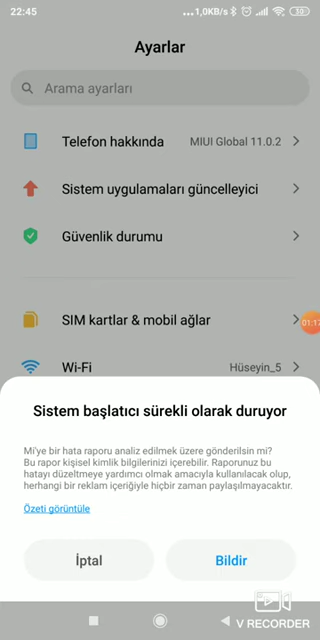 22:45
...1,0KB/s
30
Ayarlar
Arama ayarları
Telefon hakkında
MIUI Global 11.0.2
Sistem uygulamaları güncelleyici
Güvenlik durumu
SIM kartlar & mobil ağlar
01:17
Wi-Fi
Hüseyin_5
Sistem başlatıcı sürekli olarak duruyor
Mi'ye bir hata raporu analiz edilmek üzere gönderilsin mi?
Bu rapor kişisel kimlik bilgilerinizi içerebilir. Raporunuz bu
hatayı düzeltmeye yardımcı olmak amacıyla kullanılacak olup,
herhangi bir reklam içeriğiyle hiçbir zaman paylaşılmayacaktır.
Özeti görüntüle
İptal
Bildir
V RECORDER